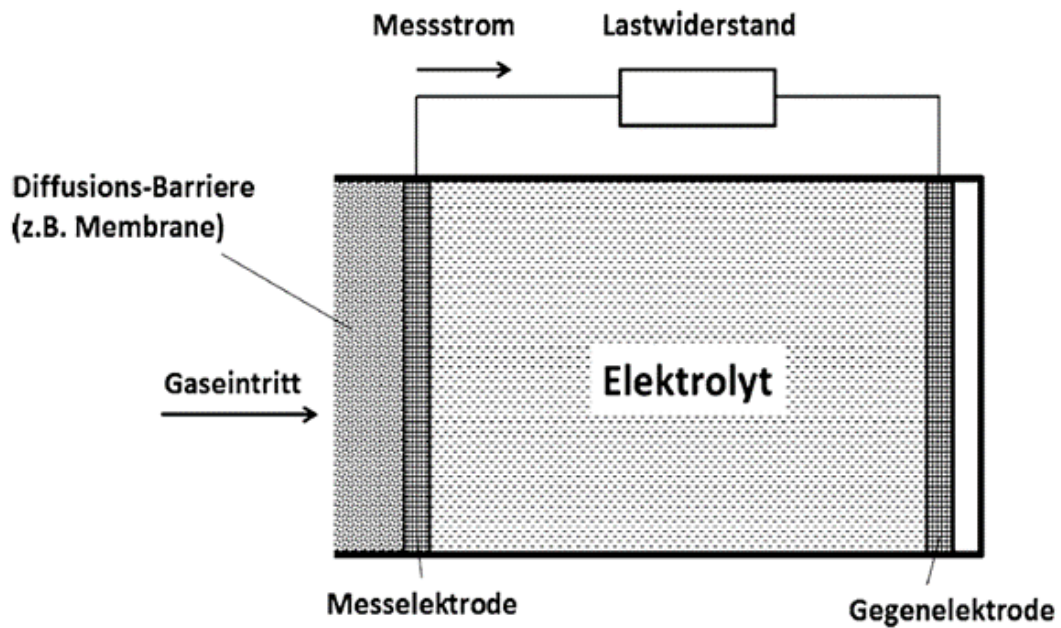 Messstrom
Lastwiderstand
Diffusions-Barriere
(z.B. Membrane)
Gaseintritt
Elektrolyt
Messelektrode
Gegenelektrode